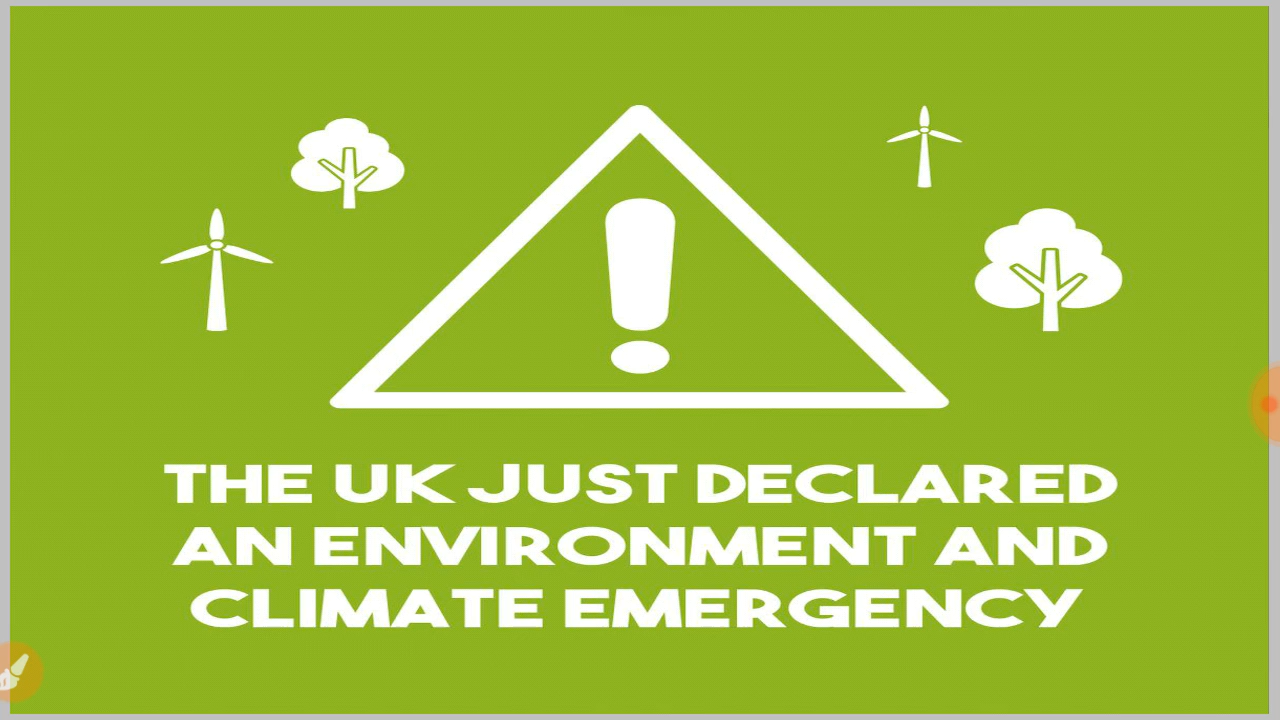 THE UK JUST DECLARED
AN ENVIRONMENT AND
CLIMATE EMERGENCY